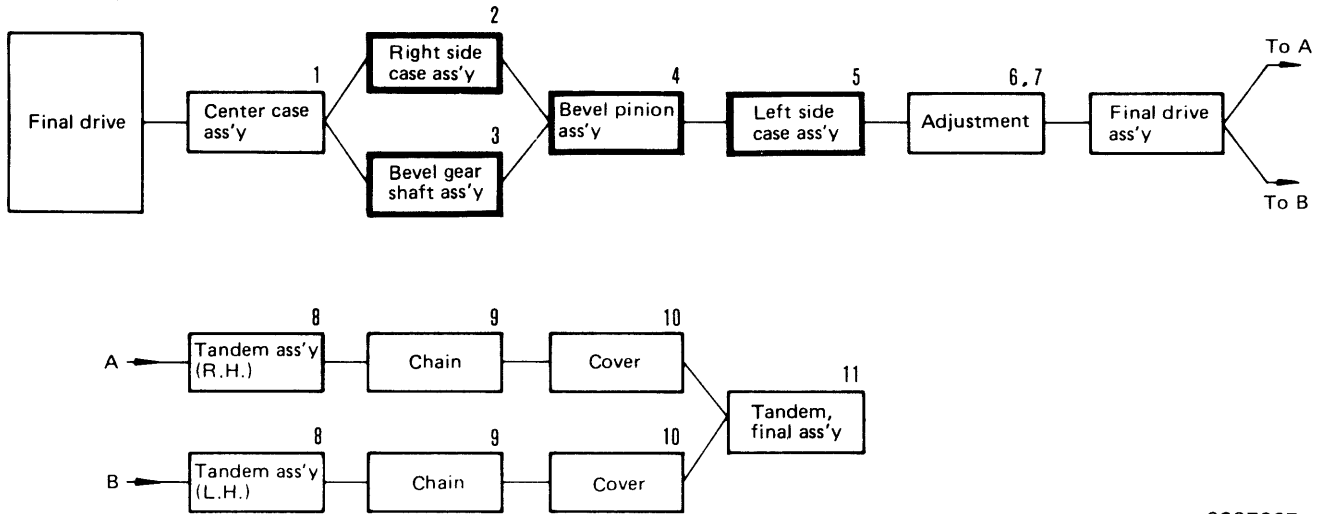 Final drive
1
Center case
ass'y
2
Right side
case ass'y
3
Bevel gear
shaft ass'y
4
Bevel pinion
ass'y
5
Left side
case ass'y
6,7
Adjustment
Final drive
ass'y
To A
To B
A
8
Tandem ass'y
(R.H.)
9
Chain
10
Cover
B
8
Tandem ass'y
(L.H.)
9
Chain
10
Cover
11
Tandem,
final ass'y